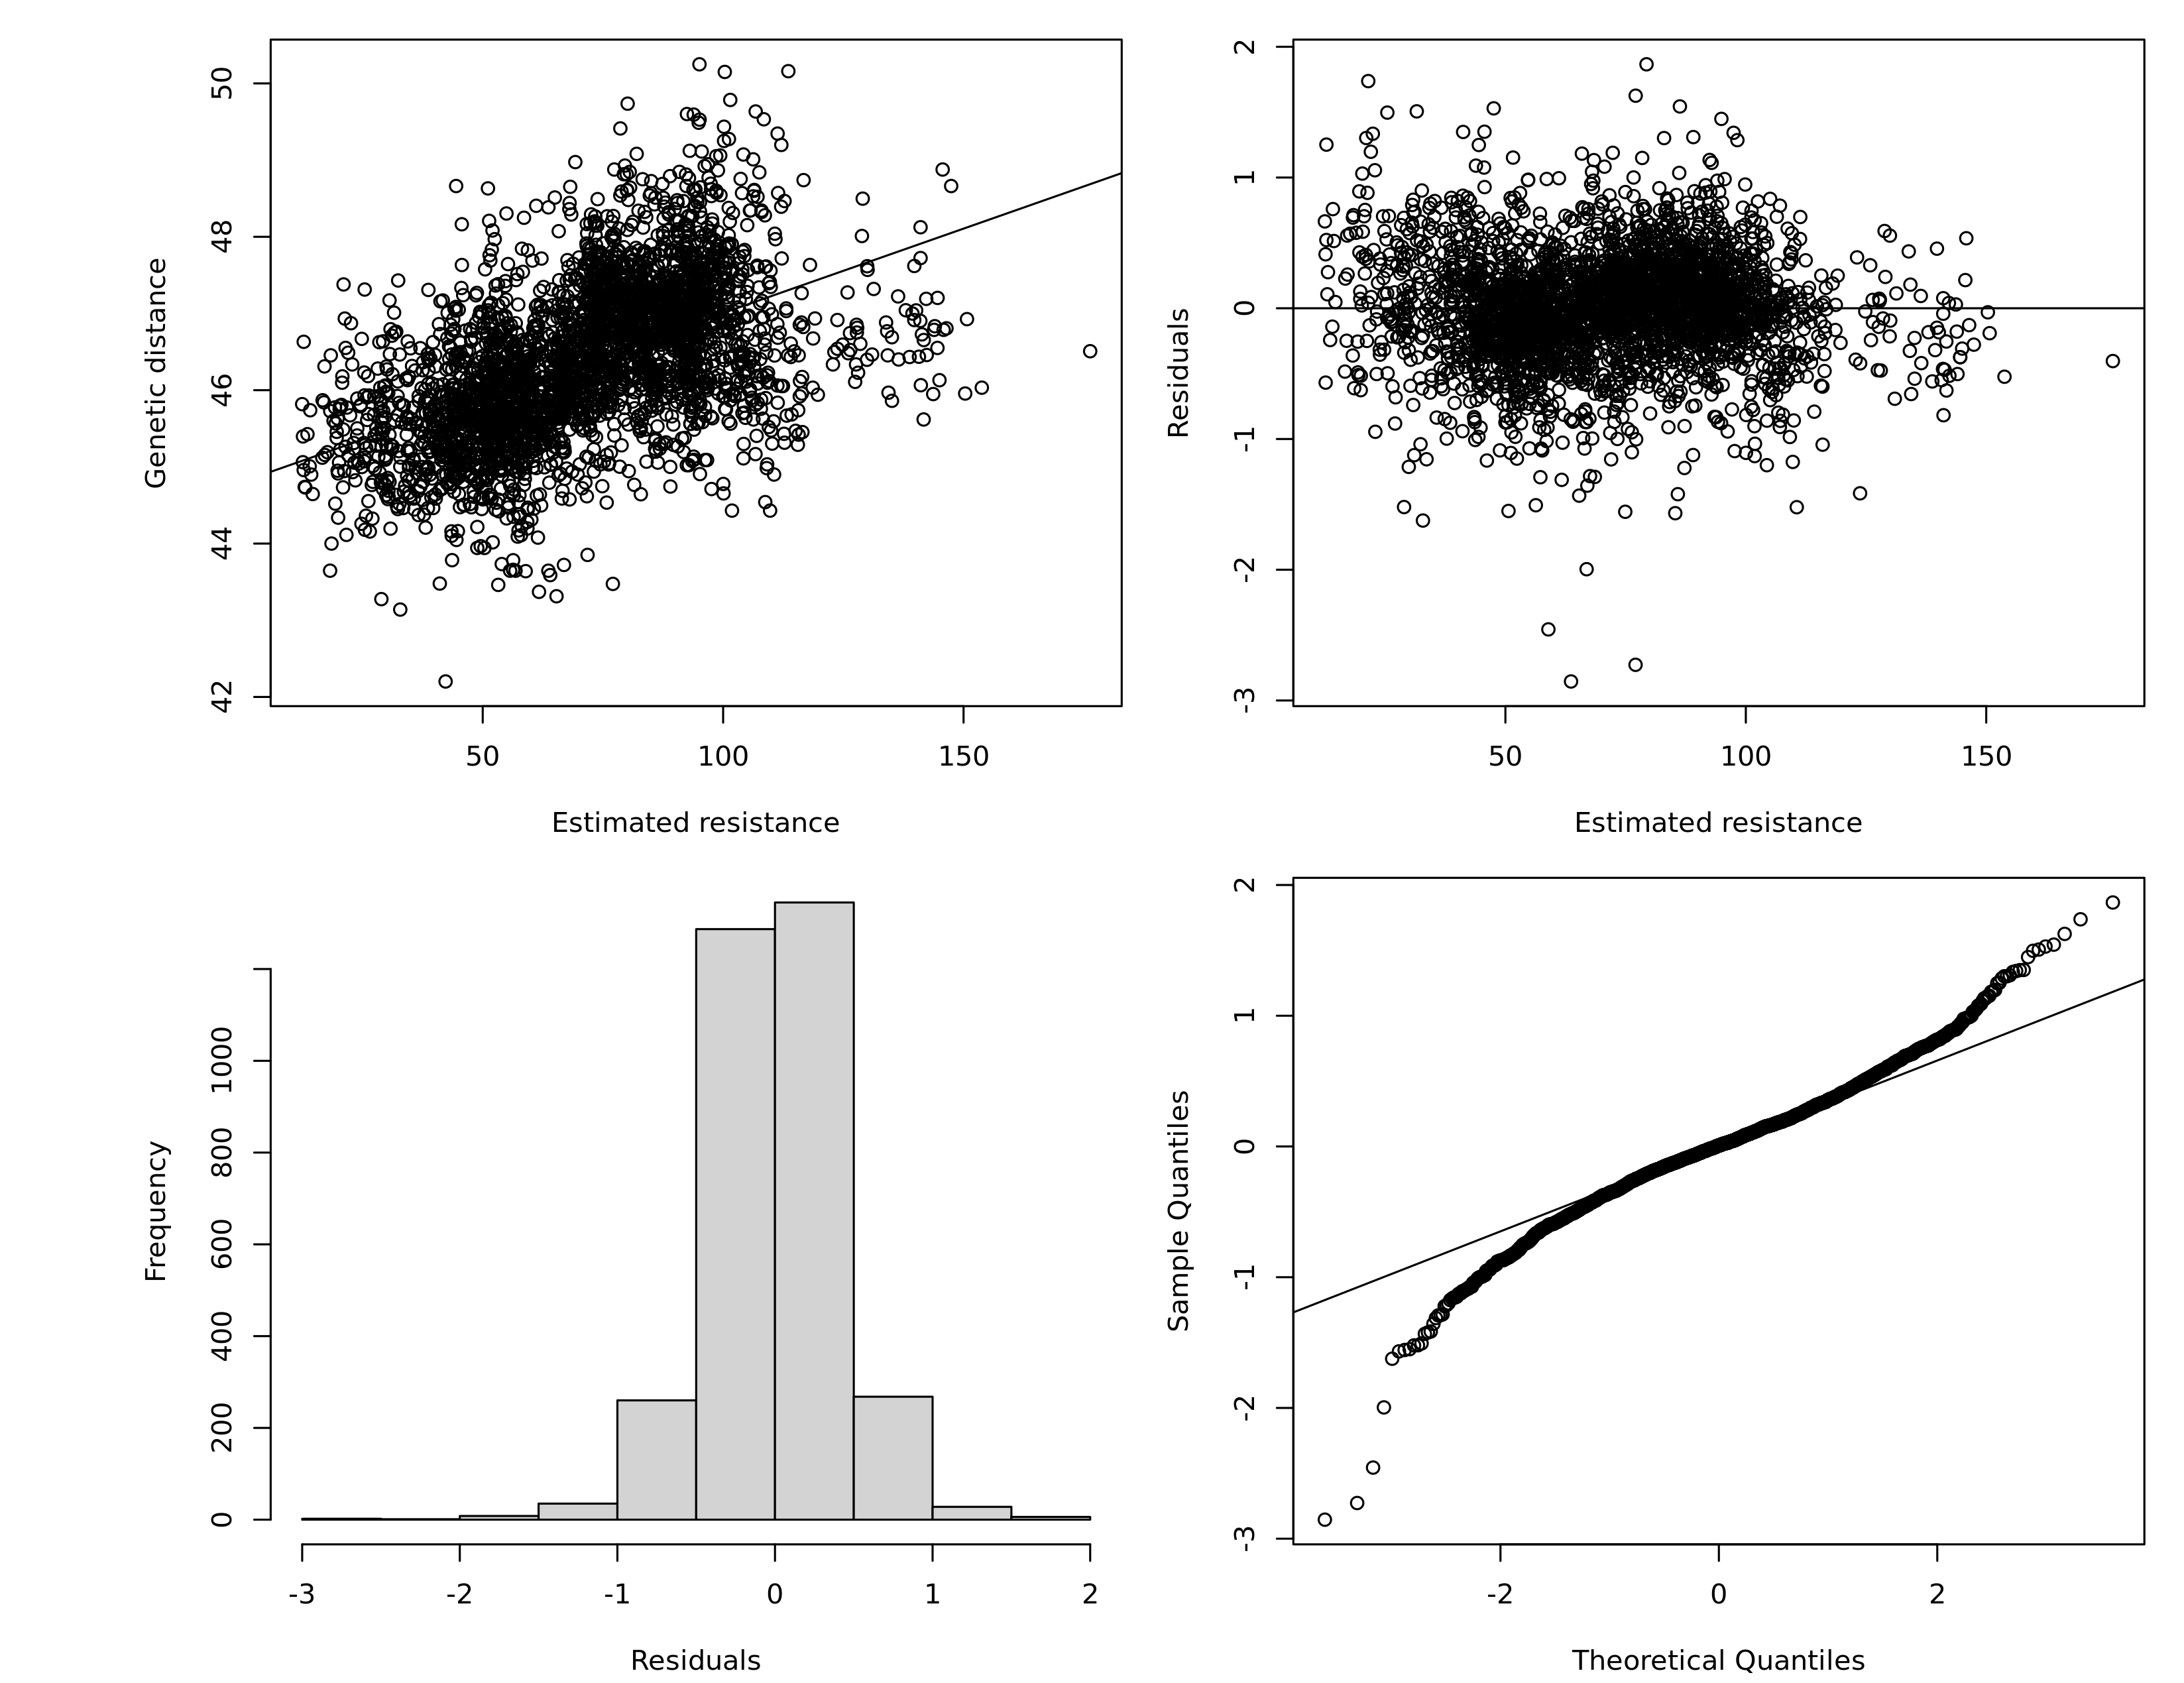 50
48
46
44
42
Genetic distance
50 100 150
Estimated resistance
2
1
0
-1
-2
-3
Residuals
50 100 150
Estimated resistance
1000
800
600
400
200
0
Frequency
-3 -2 -1 0 1 2
Residuals
2
1
0
-1
-2
-3
Sample Quantiles
-2 0 2
Theoretical Quantiles